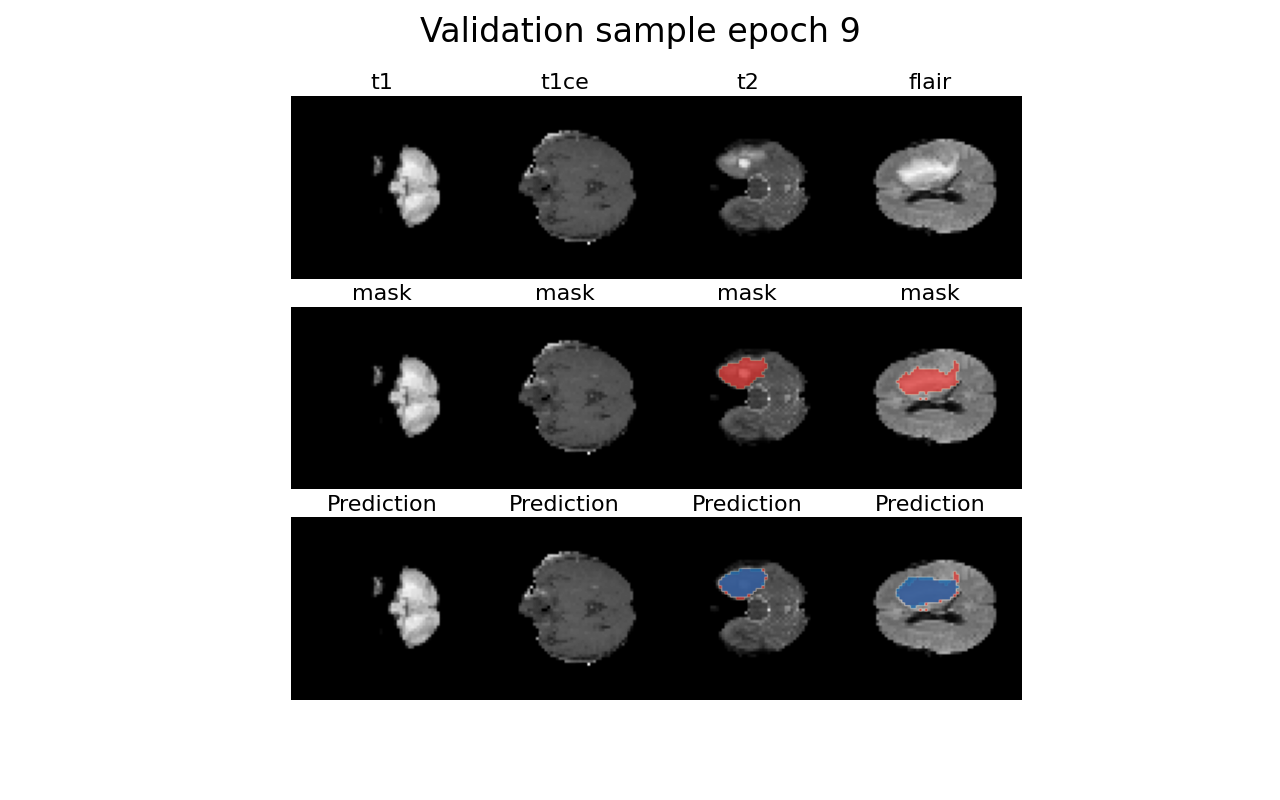 Validation sample epoch 9
t1 t1ce t2 flair
mask mask mask mask
Prediction Prediction Prediction Prediction